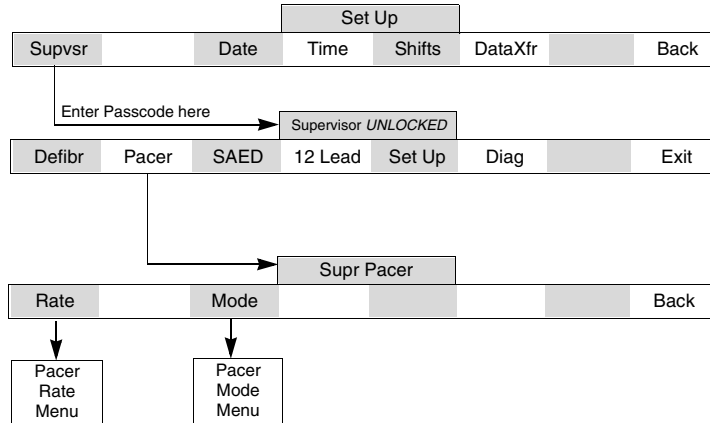 Set Up
Supvsr Date Time Shifts DataXfr Back
Enter Passcode here
Supervisor UNLOCKED
Defibr Pacer SAED 12 Lead Set Up Diag Exit
Supr Pacer
Rate Mode Back
Pacer
Rate
Menu
Pacer
Mode
Menu